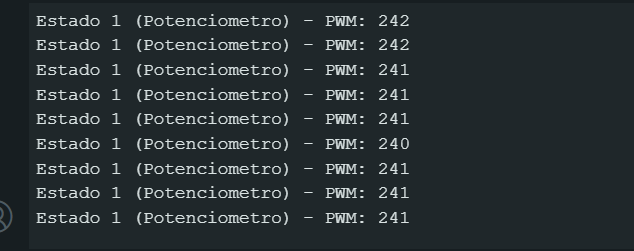 Estado 1 (Potenciometro) - PWM: 242
Estado 1 (Potenciometro) - PWM: 242
Estado 1 (Potenciometro) - PWM: 241
Estado 1 (Potenciometro) - PWM: 241
Estado 1 (Potenciometro) - PWM: 241
Estado 1 (Potenciometro) - PWM: 240
Estado 1 (Potenciometro) - PWM: 241
Estado 1 (Potenciometro) - PWM: 241
Estado 1 (Potenciometro) - PWM: 241